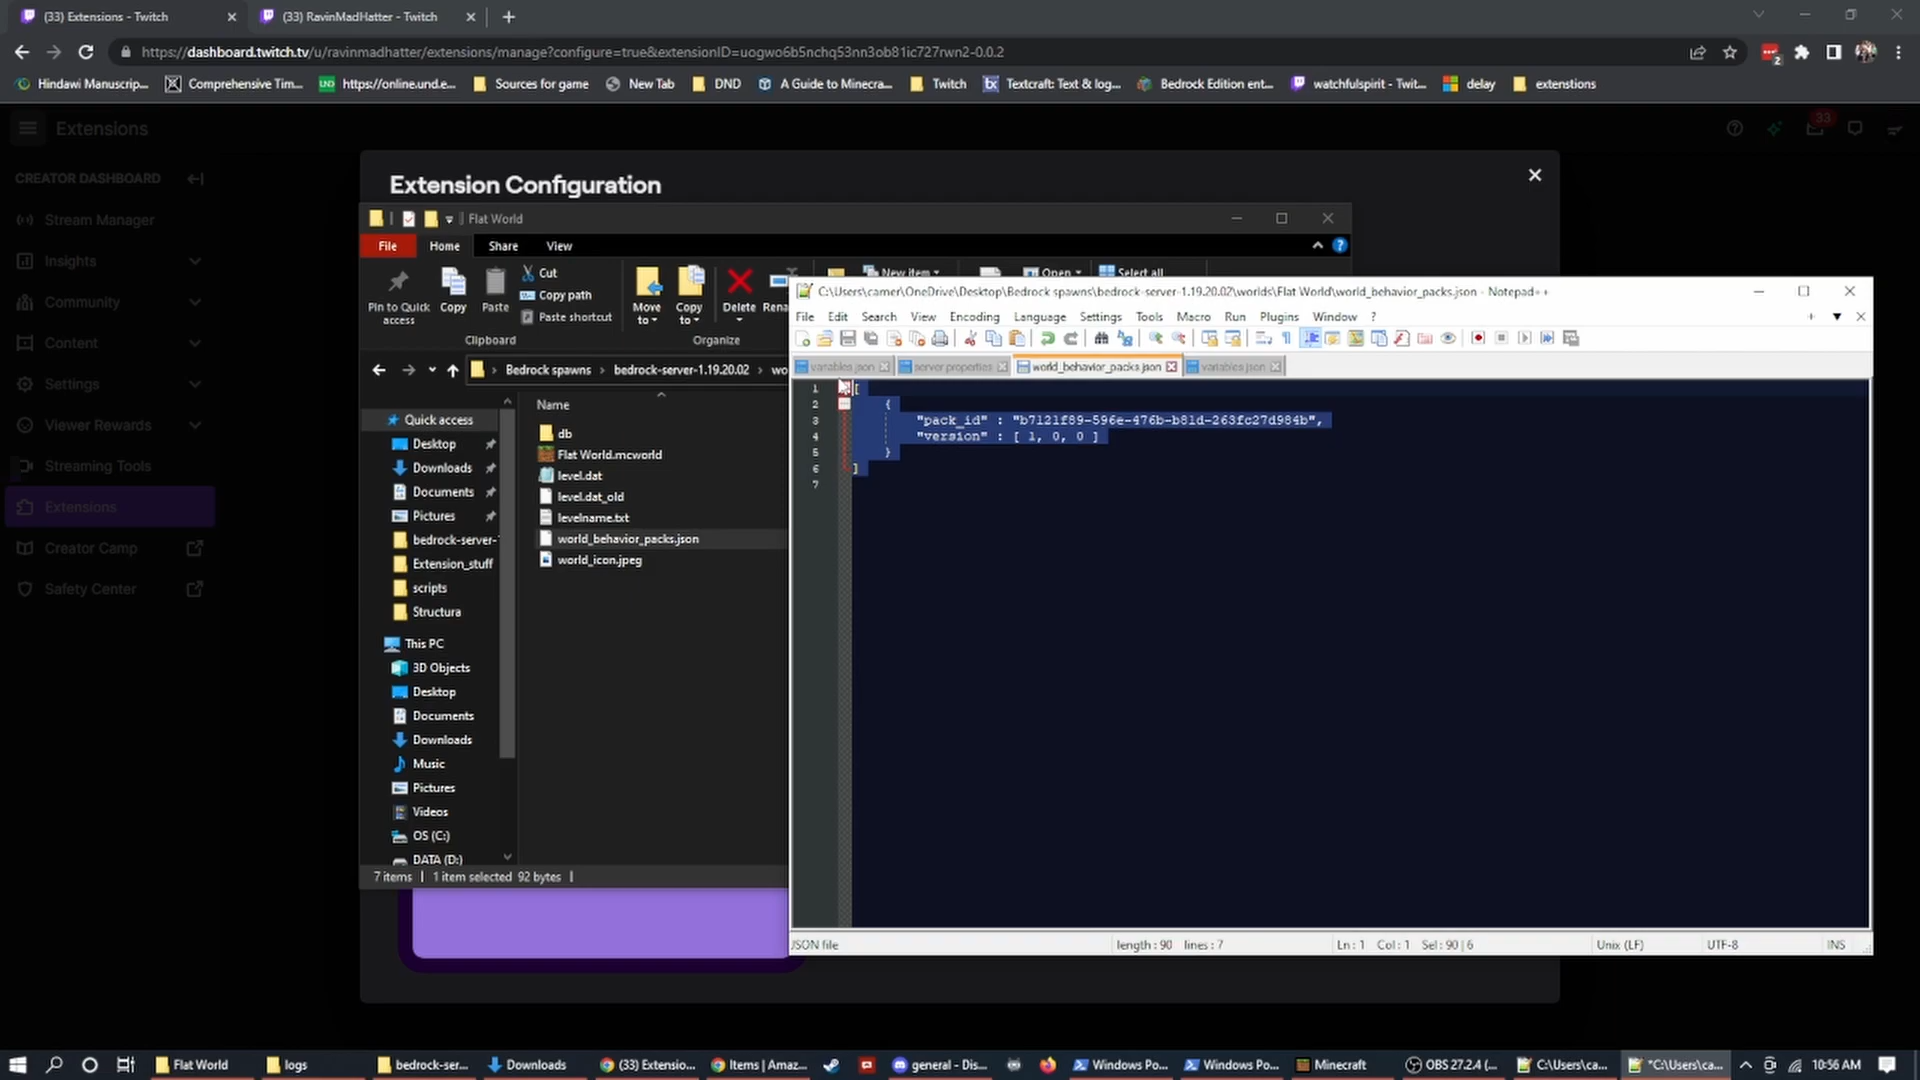 (33) Extensions - Twitch
(33) RavinMadHatter - Twitch
https://dashboard.twitch.tv/u/ravinmadhatter/extensions/manage?configure=true&extensionID=uogwo6b5nchq53nn3ob81ic727rwn2-0.0.2
2
Hindawi Manuscrip...
Comprehensive Tim...
https://online.und.e...
Sources for game
New Tab
DND
A Guide to Minecra...
Twitch
Textcraft: Text & log...
Bedrock Edition ent...
watchfulspirit - Twit...
delay
extenstions
Extensions
33
CREATOR DASHBOARD
Stream Manager
Insights
Community
Content
Settings
Viewer Rewards
Streaming Tools
Extensions
Creator Camp
Safety Center
Extension Configuration
Flat World
File
Home
Share
View
Pin to Quick
access
Copy
Paste
Cut
Copy path
Paste shortcut
Clipboard
Move
to
Copy
to
Delete
Rena
Organize
New item
Open
Select all
Bedrock spawns
bedrock-server-1.19.20.02
wo
Quick access
Desktop
Downloads
Documents
Pictures
bedrock-server-1
Extension_stuff
scripts
Structura
This PC
3D Objects
Desktop
Documents
Downloads
Music
Pictures
Videos
OS (C:)
DATA (D:)
Name
db
Flat World.mcworld
level.dat
level.dat_old
levelname.txt
world_behavior_packs.json
world_icon.jpeg
7 items
1 item selected 92 bytes
C:\Users\camer\OneDrive\Desktop\Bedrock spawns\bedrock-server-1.19.20.02\worlds\Flat World\world_behavior_packs.json - Notepad++
File Edit Search View Encoding Language Settings Tools Macro Run Plugins Window ?
variables.json
server.properties
world_behavior_packs.json
variables.json
1 [
2 {
3 "pack_id" : "b7121f89-596e-476b-b81d-263fc27d984b",
4 "version" : [ 1, 0, 0 ]
5 }
6 ]
7
JSON file
length : 90 lines : 7
Ln : 1 Col : 1 Sel : 90 | 6
Unix (LF)
UTF-8
INS
Flat World
logs
bedrock-ser...
Downloads
(33) Extensio...
Items | Amaz...
general - Dis...
Windows Po...
Windows Po...
Minecraft
OBS 27.2.4 (...
C:\Users\ca...
*C:\Users\ca...
10:56 AM